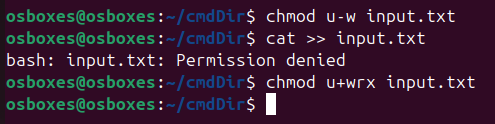 osboxes@osboxes:~/cmdDir$ chmod u-w input.txt
osboxes@osboxes:~/cmdDir$ cat >> input.txt
bash: input.txt: Permission denied
osboxes@osboxes:~/cmdDir$ chmod u+wrx input.txt
osboxes@osboxes:~/cmdDir$